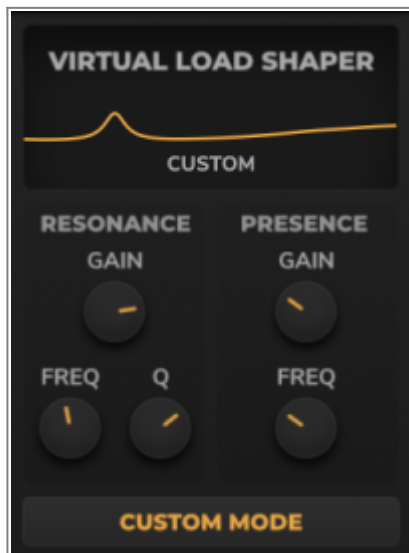 VIRTUAL LOAD SHAPER
CUSTOM
RESONANCE
GAIN
FREQ Q
PRESENCE
GAIN
FREQ
CUSTOM MODE